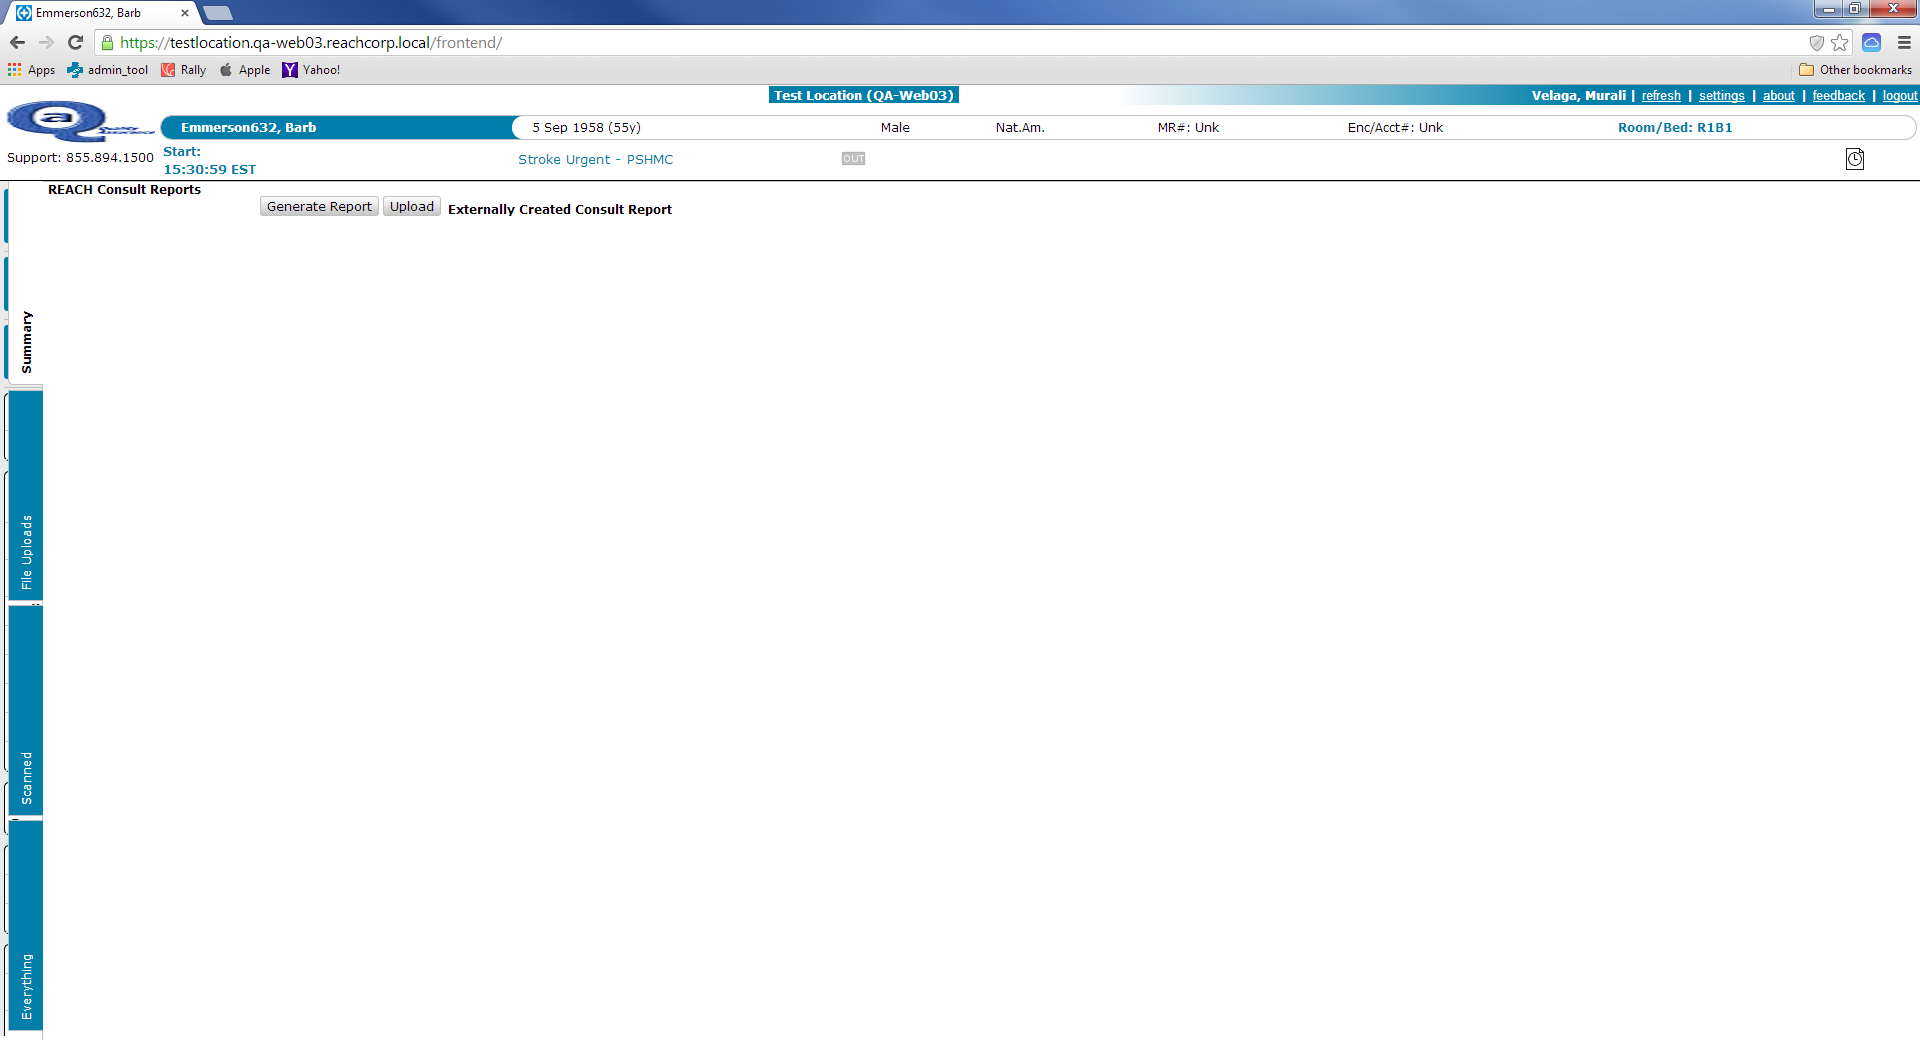 Emmerson632, Barb
https://testlocation.qa-web03.reachcorp.local/frontend/
Apps admin_tool Rally Apple Yahoo! Other bookmarks
Test Location (QA-Web03) Velaga, Murali | refresh | settings | about | feedback | logout
Qa
Emmerson632, Barb 5 Sep 1958 (55y) Male Nat.Am. MR#: Unk Enc/Acct#: Unk Room/Bed: R1B1
Support: 855.894.1500 Start:
15:30:59 EST Stroke Urgent - PSHMC OUT
REACH Consult Reports
Generate Report Upload Externally Created Consult Report
Summary
File Uploads
Scanned
Everything